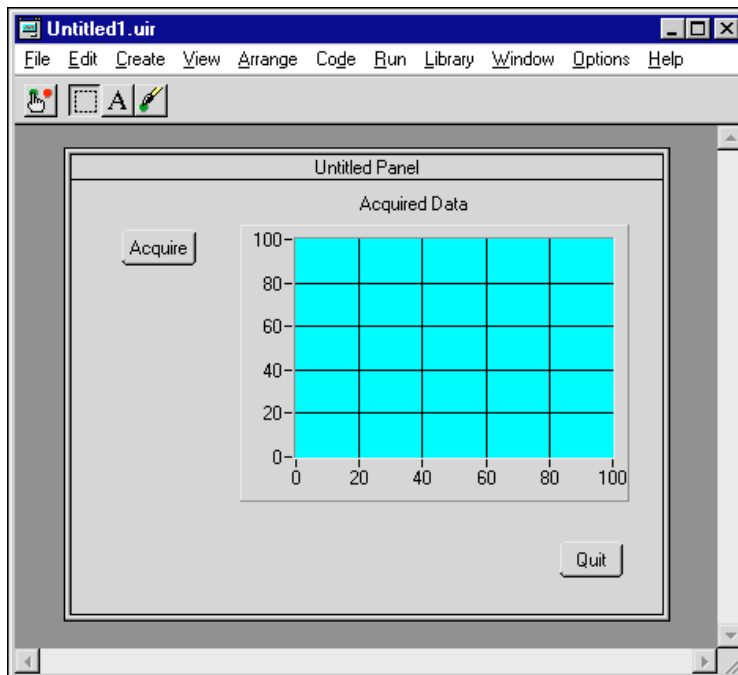 Untitled1.uir
File Edit Create View Arrange Code Run Library Window Options Help
A
Untitled Panel
Acquired Data
Acquire
100
80
60
40
20
0
0 20 40 60 80 100
Quit